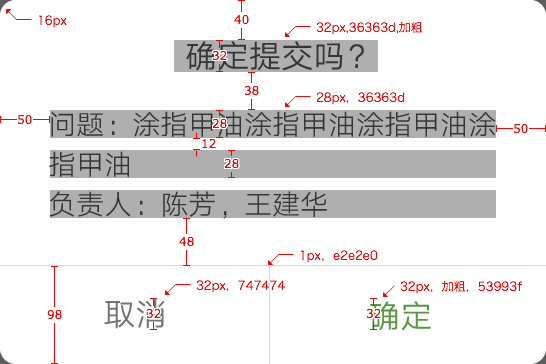 16px
40
32px,36363d,加粗
确定提交吗？
32
38
28px，36363d
50
问题：涂指甲油涂指甲油涂指甲油涂
28
50
12
指甲油
28
负责人：陈芳，王建华
48
1px，e2e2e0
32px，747474
32px，加粗，53993f
98
取消
32
确定
32